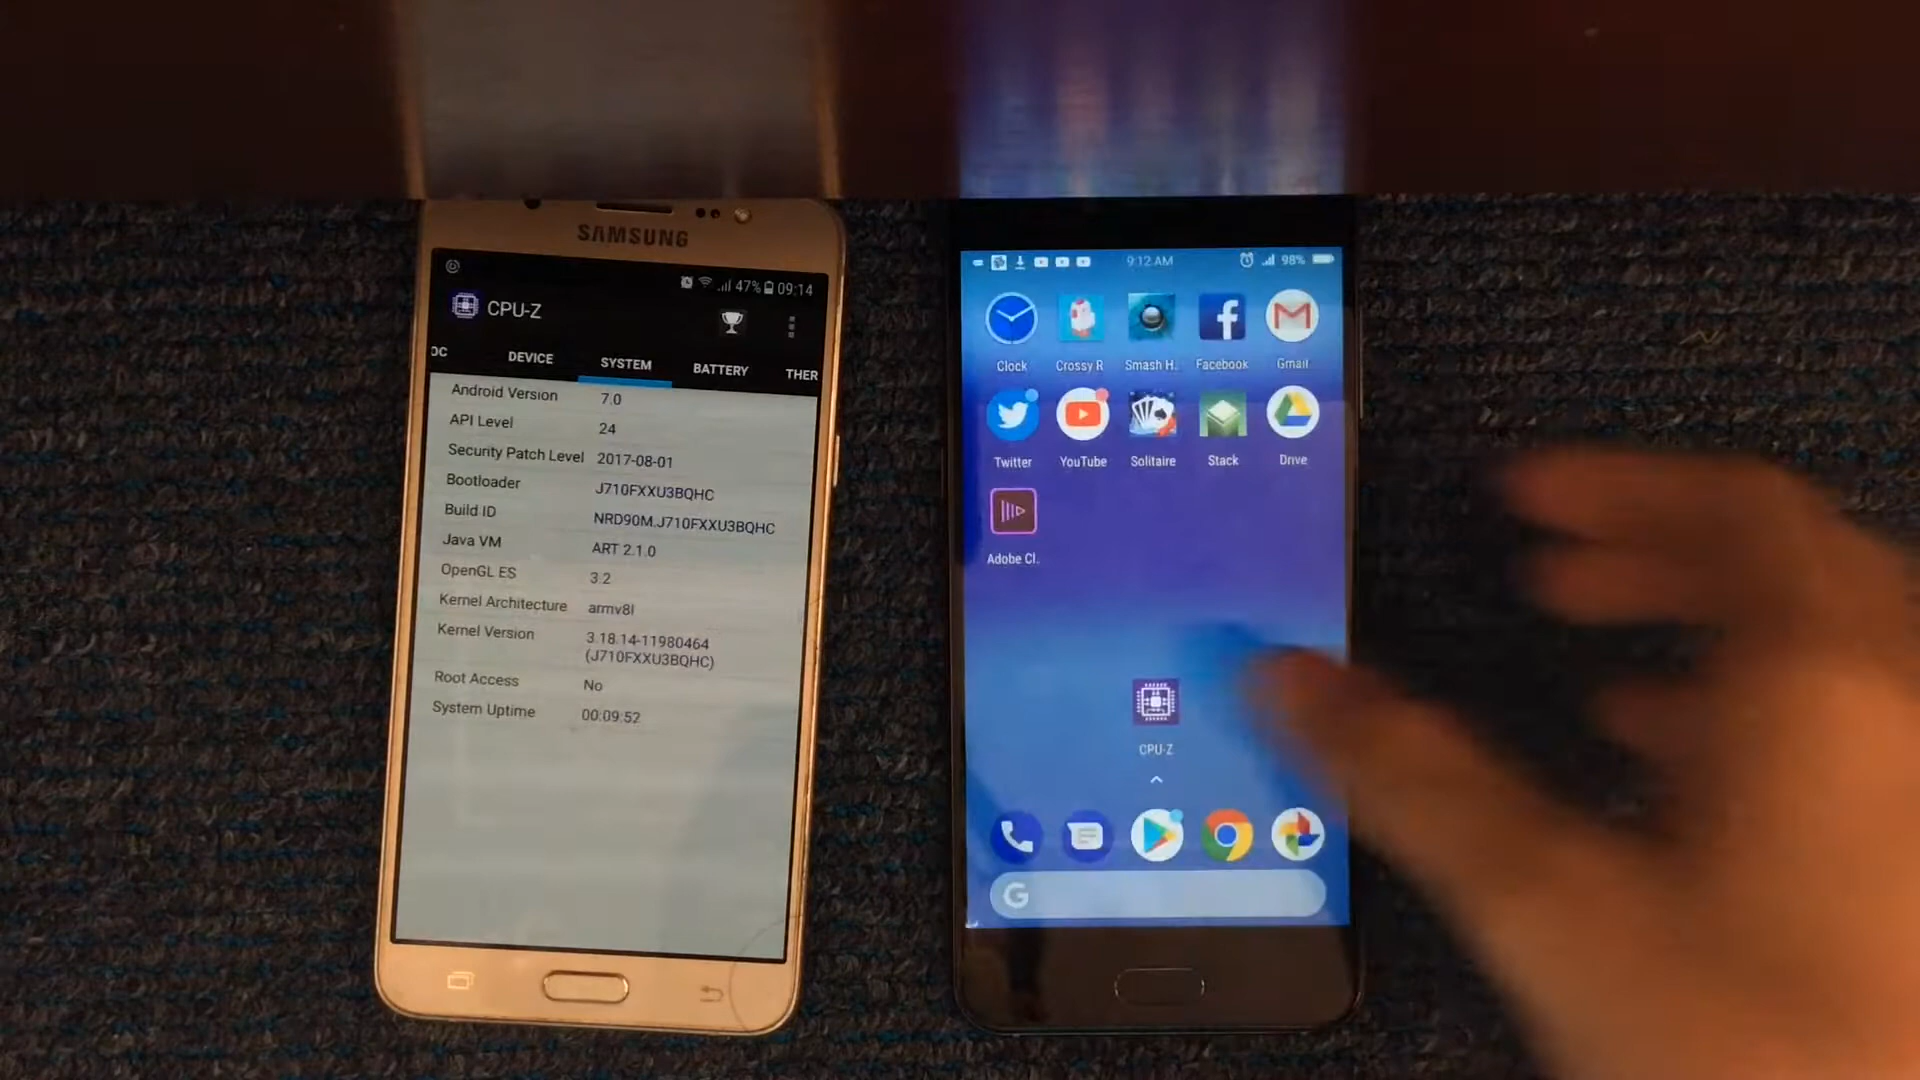 SAMSUNG
47% 09:14
CPU-Z
OC DEVICE SYSTEM BATTERY THER
Android Version 7.0
API Level 24
Security Patch Level 2017-08-01
Bootloader J710FXXU3BQHC
Build ID NRD90M.J710FXXU3BQHC
Java VM ART 2.1.0
OpenGL ES 3.2
Kernel Architecture armv8l
Kernel Version 3.18.14-11980464
(J710FXXU3BQHC)
Root Access No
System Uptime 00:09:52
9:12 AM 98%
Clock Crossy R Smash H.. Facebook Gmail
Twitter YouTube Solitaire Stack Drive
Adobe Cl..
CPU-Z
G